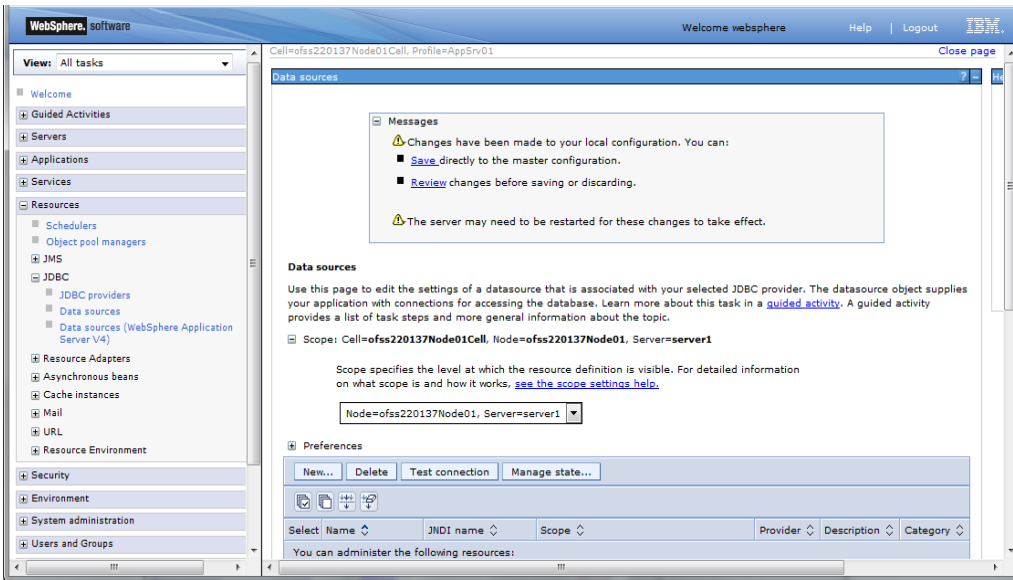 WebSphere. software
Welcome websphere Help | Logout IBM.
View: All tasks
Welcome
Guided Activities
Servers
Applications
Services
Resources
Schedulers
Object pool managers
JMS
JDBC
JDBC providers
Data sources
Data sources (WebSphere Application
Server V4)
Resource Adapters
Asynchronous beans
Cache instances
Mail
URL
Resource Environment
Security
Environment
System administration
Users and Groups
Cell=ofss220137Node01Cell, Profile=AppSrv01
Close page
Data sources
? -
He
Messages
Changes have been made to your local configuration. You can:
Save directly to the master configuration.
Review changes before saving or discarding.
The server may need to be restarted for these changes to take effect.
Data sources
Use this page to edit the settings of a datasource that is associated with your selected JDBC provider. The datasource object supplies
your application with connections for accessing the database. Learn more about this task in a guided activity. A guided activity
provides a list of task steps and more general information about the topic.
Scope: Cell=ofss220137Node01Cell, Node=ofss220137Node01, Server=server1
Scope specifies the level at which the resource definition is visible. For detailed information
on what scope is and how it works, see the scope settings help.
Node=ofss220137Node01, Server=server1
Preferences
New... Delete Test connection Manage state...
Select Name JNDI name Scope Provider Description Category
You can administer the following resources: